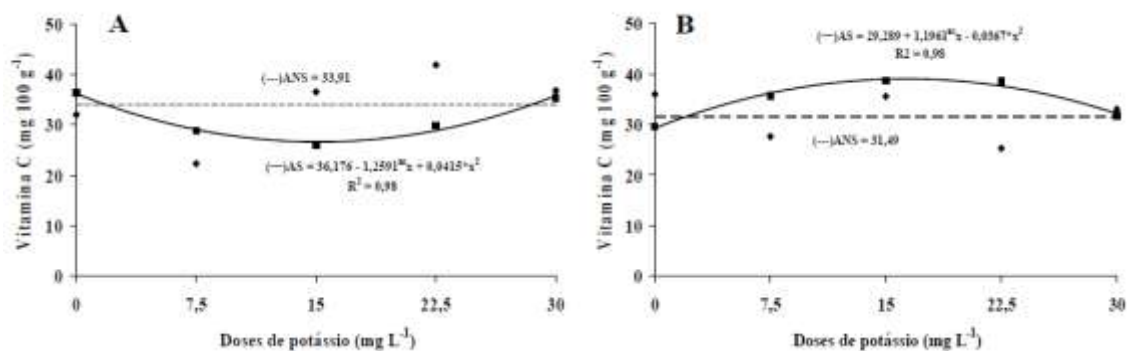 A
Vitamina C (mg 100 g⁻¹)
50
40
30
20
10
0
(---)ANS = 33,91
(—)AS = 36,176 - 1,2591ⁿˢx + 0,0415*x²
R² = 0,98
0 7,5 15 22,5 30
Doses de potássio (mg L⁻¹)
B
Vitamina C (mg 100 g⁻¹)
50
40
30
20
10
0
(—)AS = 29,289 + 1,1961ⁿˢx - 0,0367*x²
R2 = 0,98
(---)ANS = 31,49
0 7,5 15 22,5 30
Doses de potássio (mg L⁻¹)